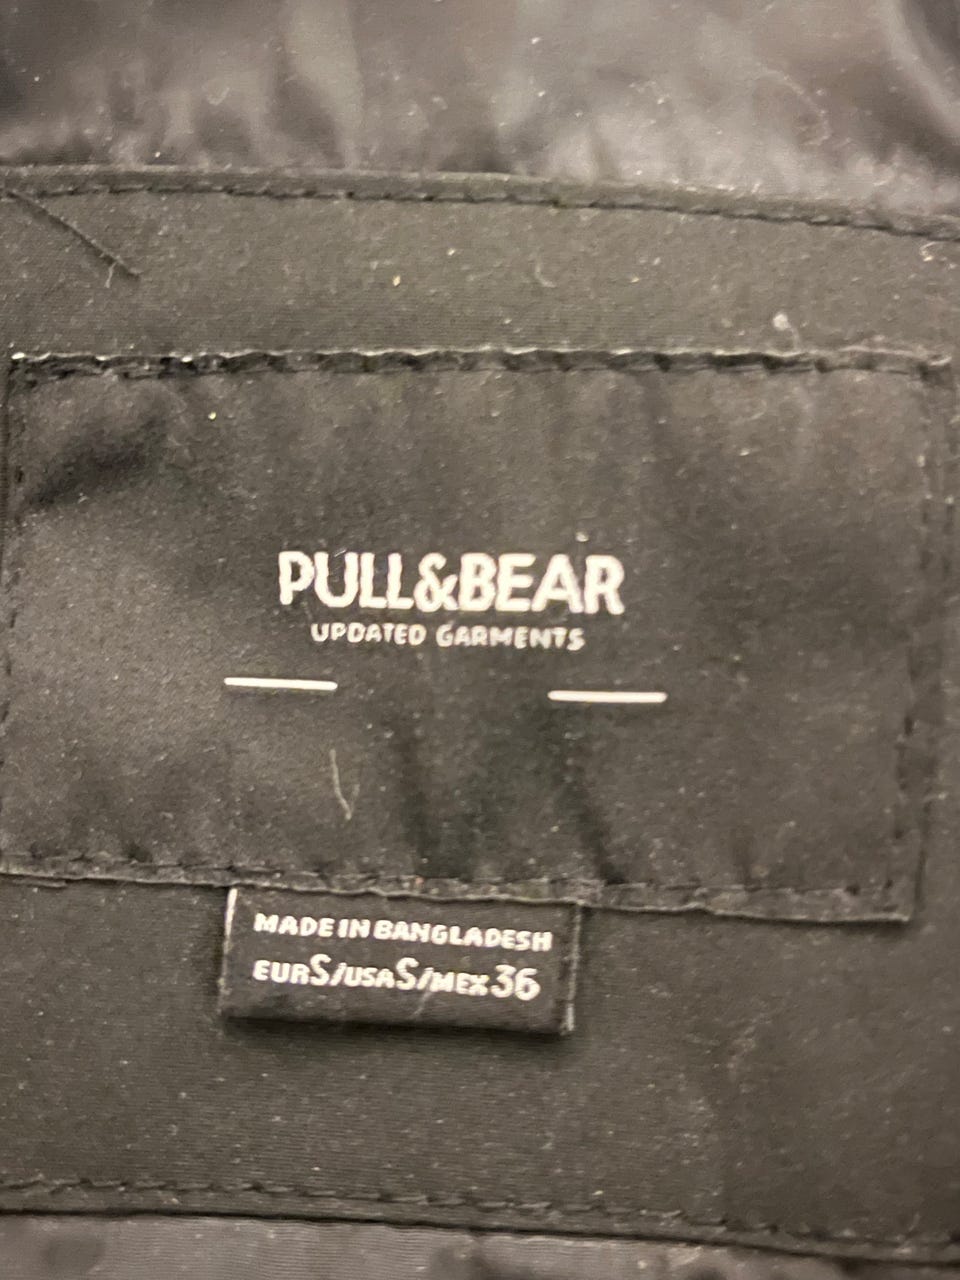 PULL&BEAR
UPDATED GARMENTS
MADE IN BANGLADESH
EURS/USAS/MEX36